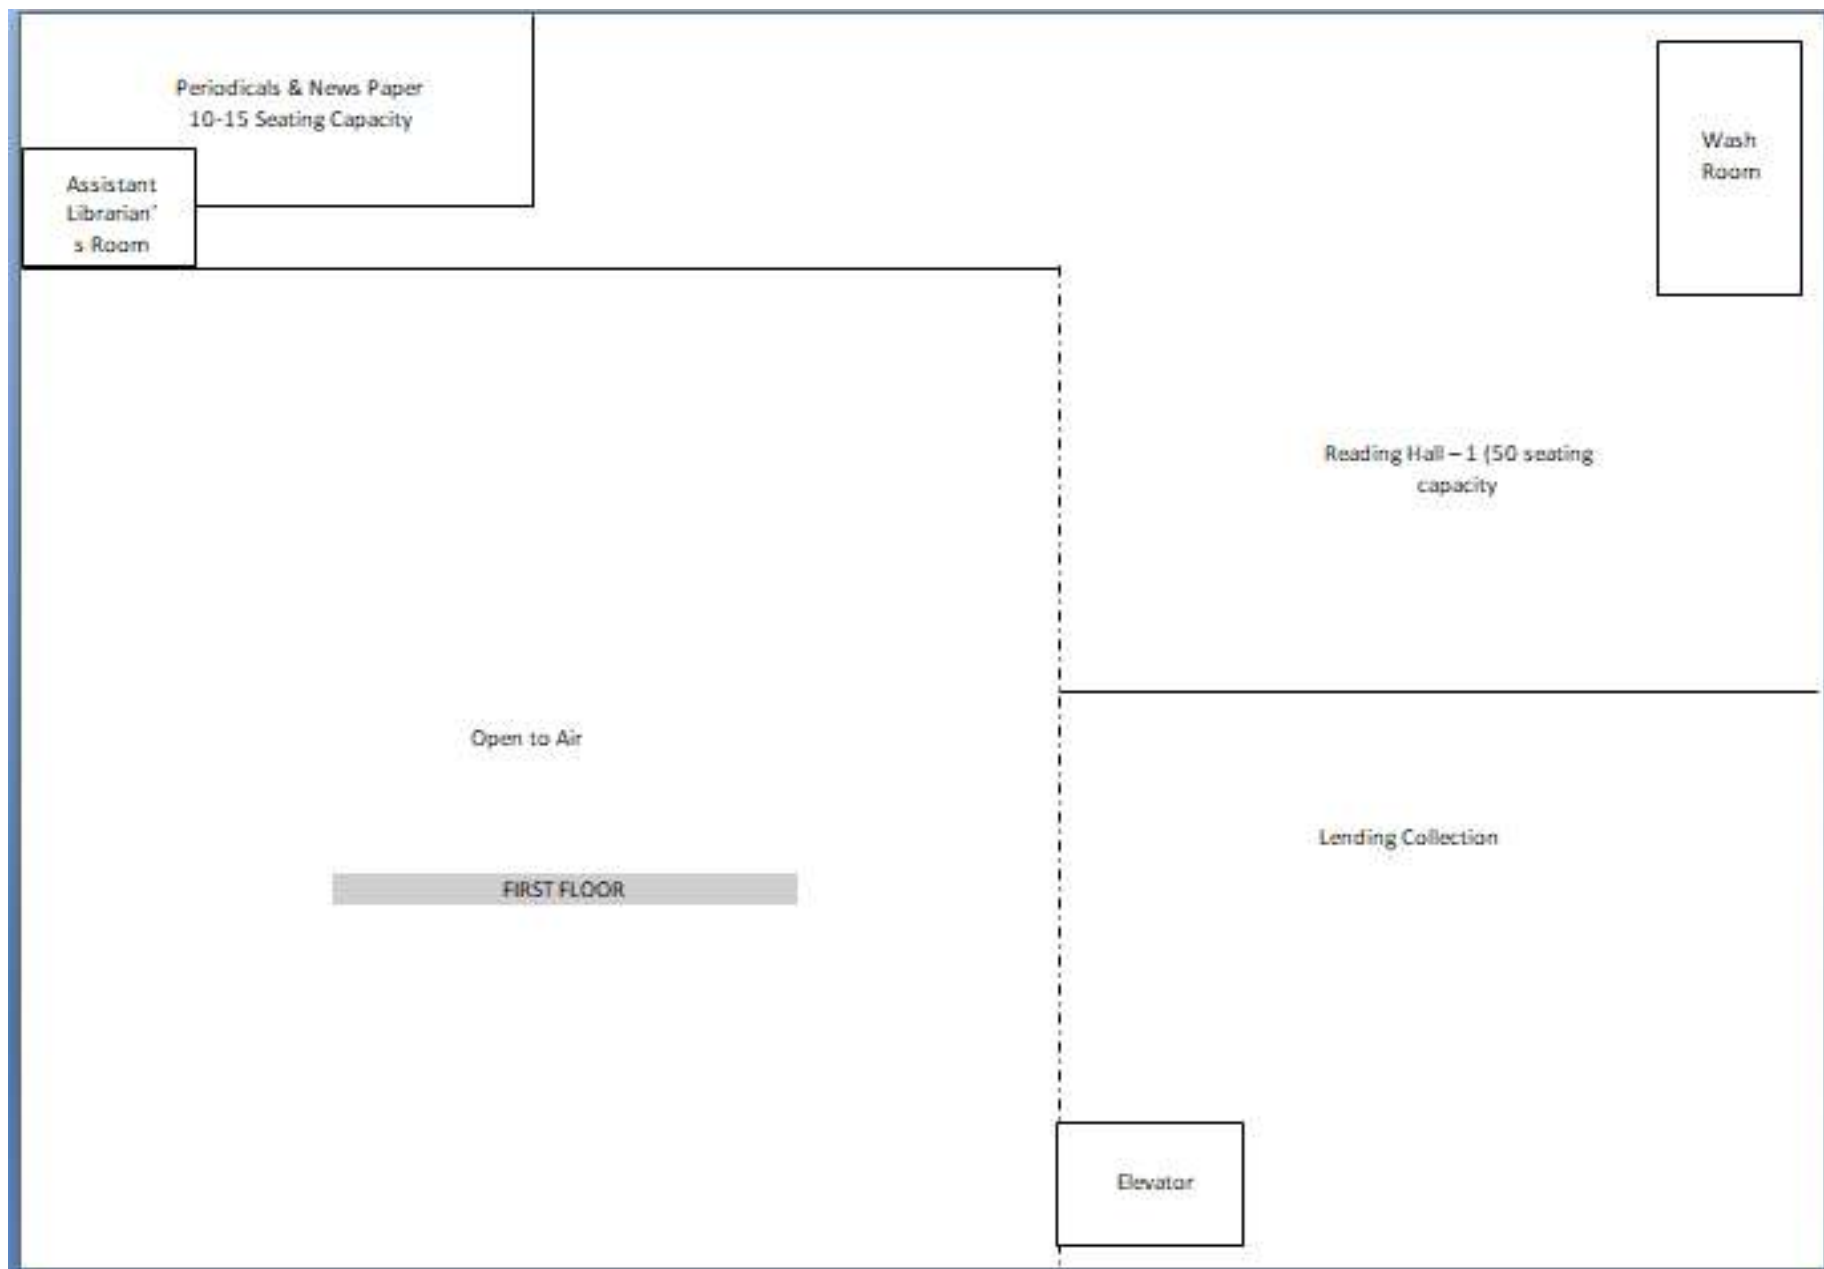 Periodicals & News Paper
10-15 Seating Capacity
Wash
Room
Assistant
Librarian'
s Room
Reading Hall – 1 (50 seating
capacity
Open to Air
Lending Collection
FIRST FLOOR
Elevator